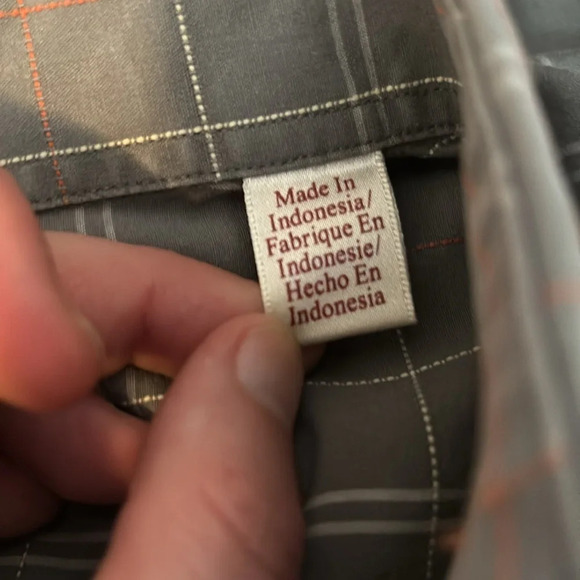 Made In
Indonesia/
Fabrique En
Indonesie/
Hecho En
Indonesia